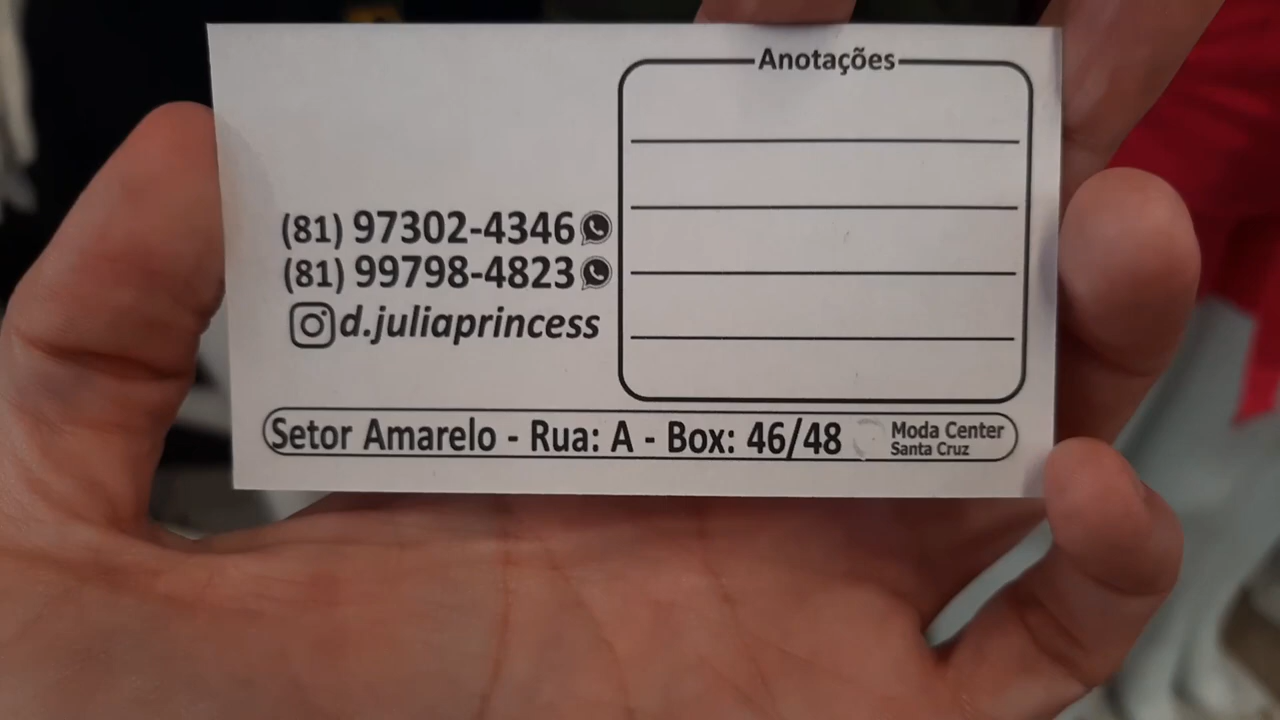 Anotações
(81) 97302-4346
(81) 99798-4823
d.juliaprincess
Setor Amarelo - Rua: A - Box: 46/48
Moda Center
Santa Cruz